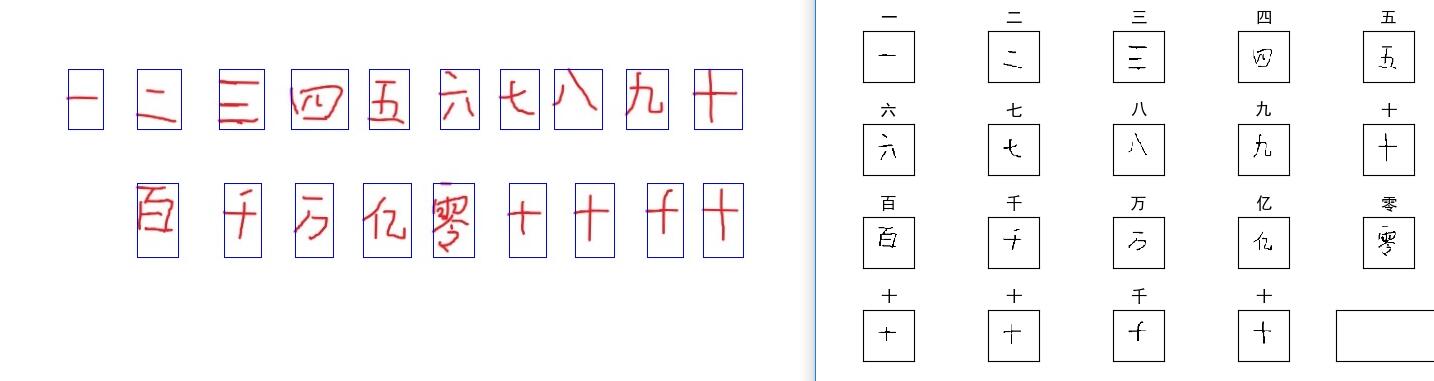 一 二 三 四 五 六 七 八 九 十
百 千 万 亿 零 十 十 千 十
一 二 三 四 五
一 二 三 四 五
六 七 八 九 十
六 七 八 九 十
百 千 万 亿 零
百 千 万 亿 零
十 十 千 十
十 十 千 十